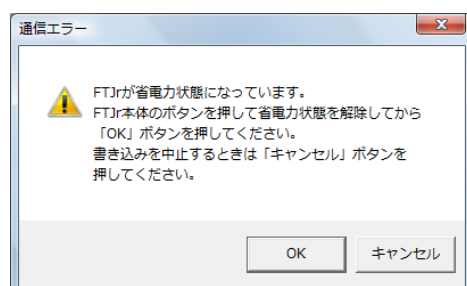 通信エラー
FTJrが省電力状態になっています。
FTJr本体のボタンを押して省電力状態を解除してから
「OK」ボタンを押してください。
書き込みを中止するときは「キャンセル」ボタンを
押してください。
OK
キャンセル